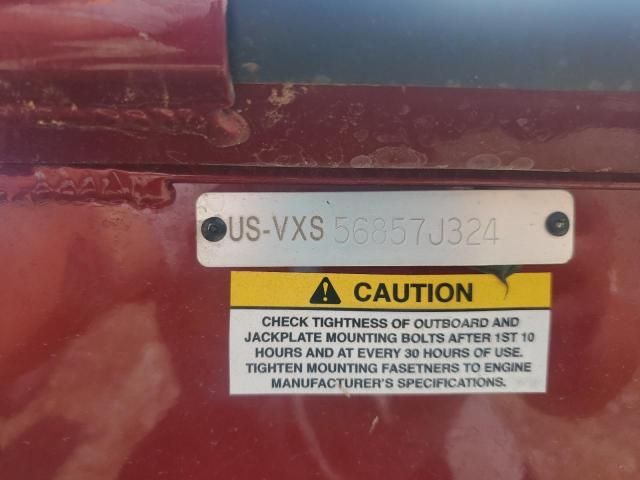 US-VXS 56857J324
CAUTION
CHECK TIGHTNESS OF OUTBOARD AND
JACKPLATE MOUNTING BOLTS AFTER 1ST 10
HOURS AND AT EVERY 30 HOURS OF USE.
TIGHTEN MOUNTING FASETNERS TO ENGINE
MANUFACTURER'S SPECIFICATIONS.